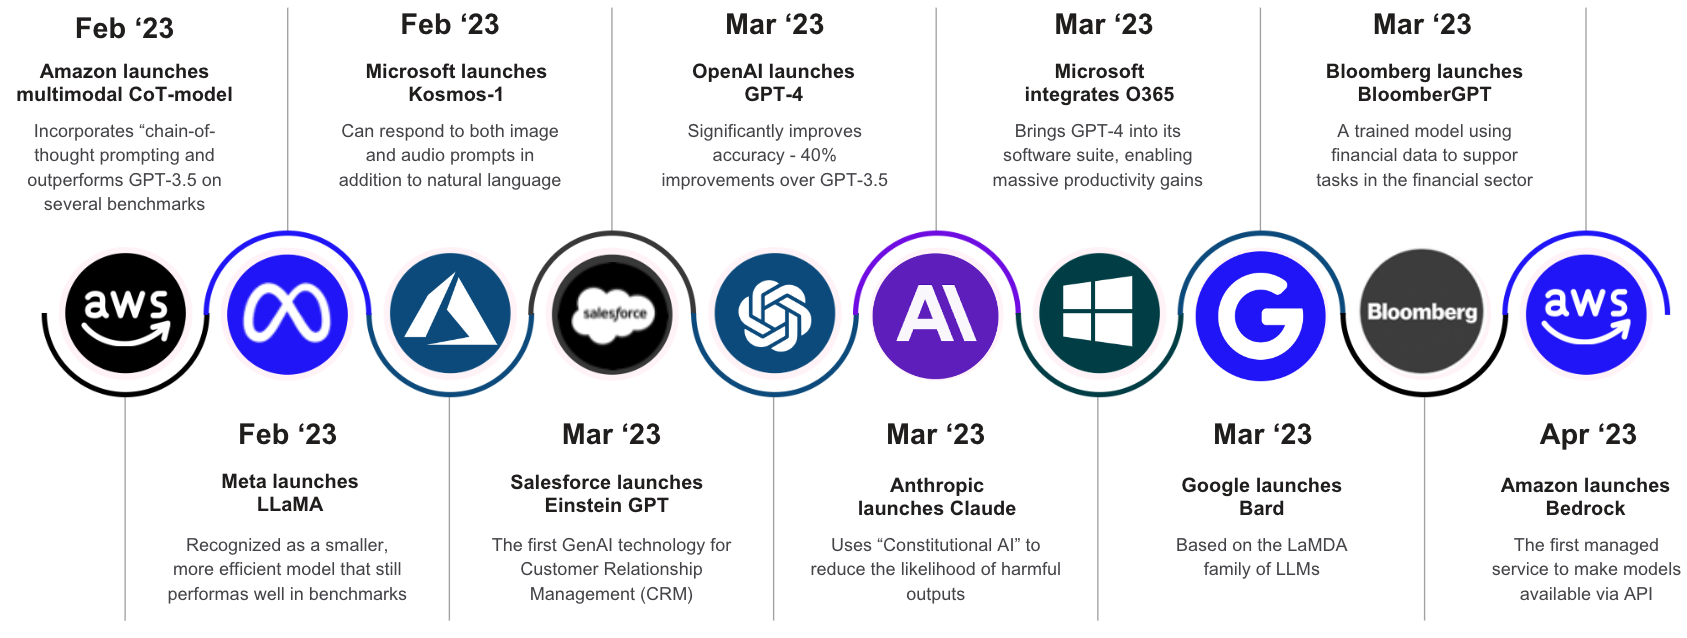 Feb ‘23
Amazon launches
multimodal CoT-model
Incorporates “chain-of-
thought prompting and
outperforms GPT-3.5 on
several benchmarks
aws
Feb ‘23
Meta launches
LLaMA
Recognized as a smaller,
more efficient model that still
performas well in benchmarks
Feb ‘23
Microsoft launches
Kosmos-1
Can respond to both image
and audio prompts in
addition to natural language
Mar ‘23
Salesforce launches
Einstein GPT
The first GenAI technology for
Customer Relationship
Management (CRM)
salesforce
Mar ‘23
OpenAI launches
GPT-4
Significantly improves
accuracy - 40%
improvements over GPT-3.5
Mar ‘23
Anthropic
launches Claude
Uses “Constitutional AI” to
reduce the likelihood of harmful
outputs
AI
Mar ‘23
Microsoft
integrates O365
Brings GPT-4 into its
software suite, enabling
massive productivity gains
Mar ‘23
Google launches
Bard
Based on the LaMDA
family of LLMs
G
Mar ‘23
Bloomberg launches
BloomberGPT
A trained model using
financial data to suppor
tasks in the financial sector
Bloomberg
Apr ‘23
Amazon launches
Bedrock
The first managed
service to make models
available via API
aws